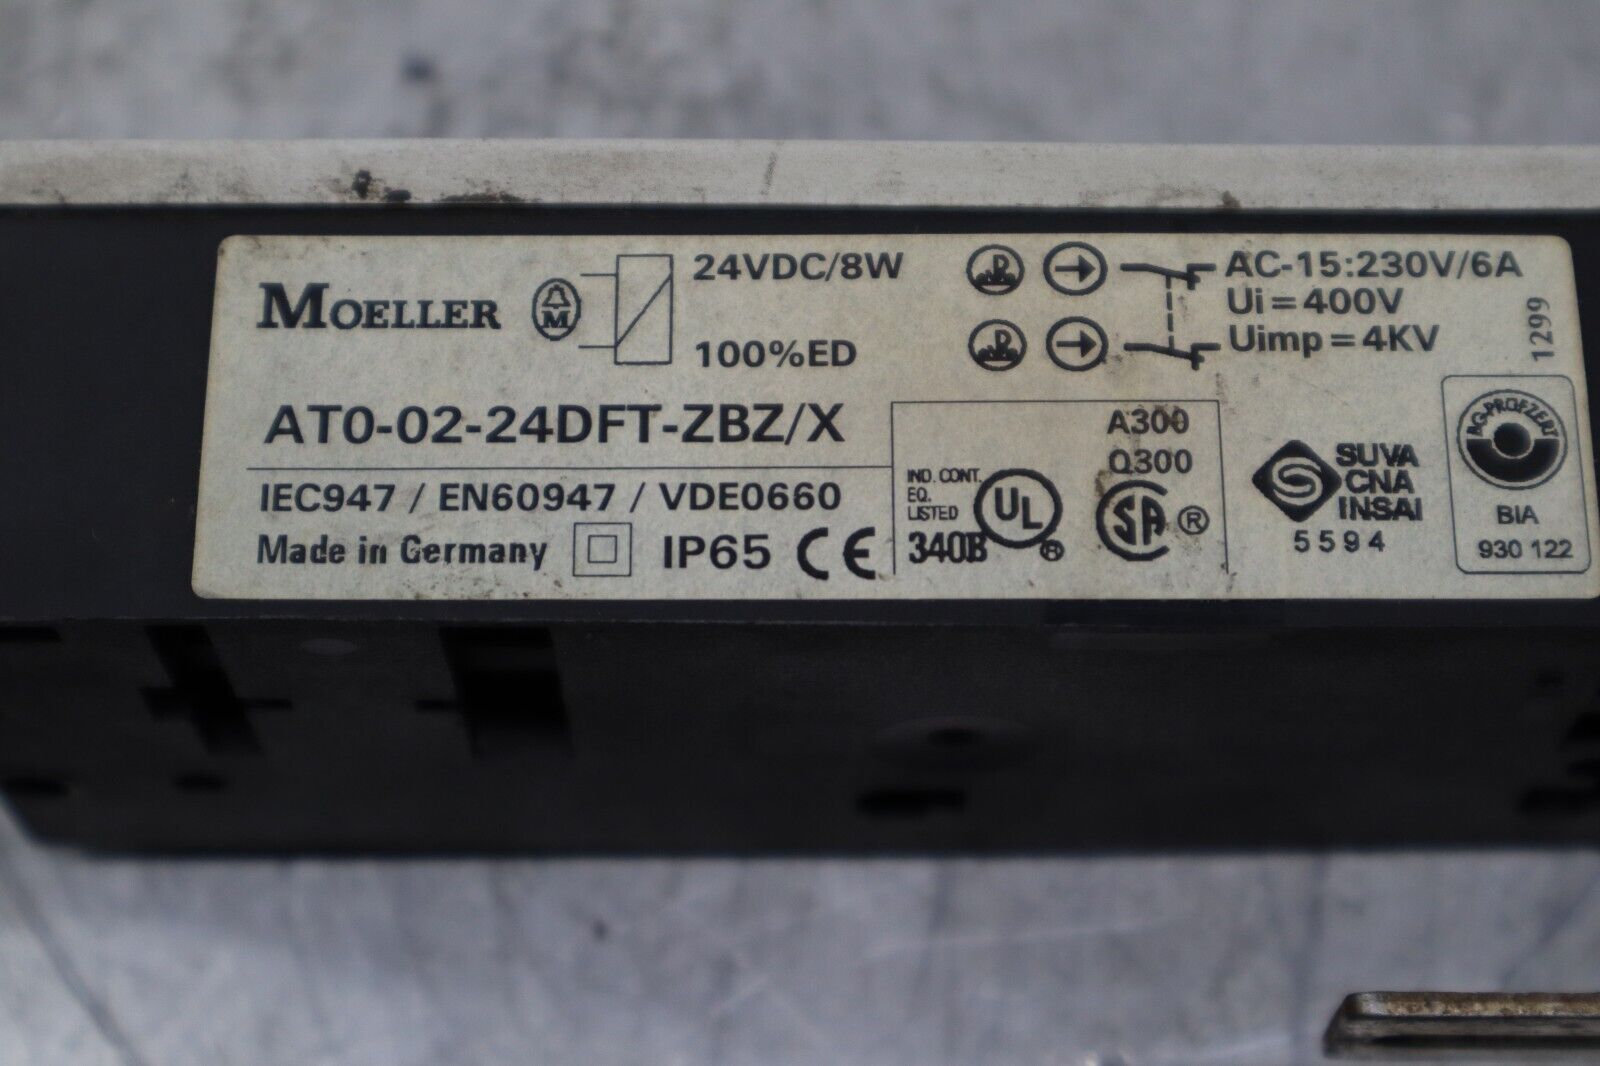 MOELLER
M
24VDC/8W
100%ED
AC-15:230V/6A
Ui=400V
Uimp=4KV
1299
AT0-02-24DFT-ZBZ/X
IEC947 / EN60947 / VDE0660
Made in Germany
IP65 CE
IND. CONT.
EQ.
LISTED
340B
UL ®
A300
Q300
SA ®
S
SUVA
CNA
INSAI
5594
AG-PROFZERT
BIA
930 122